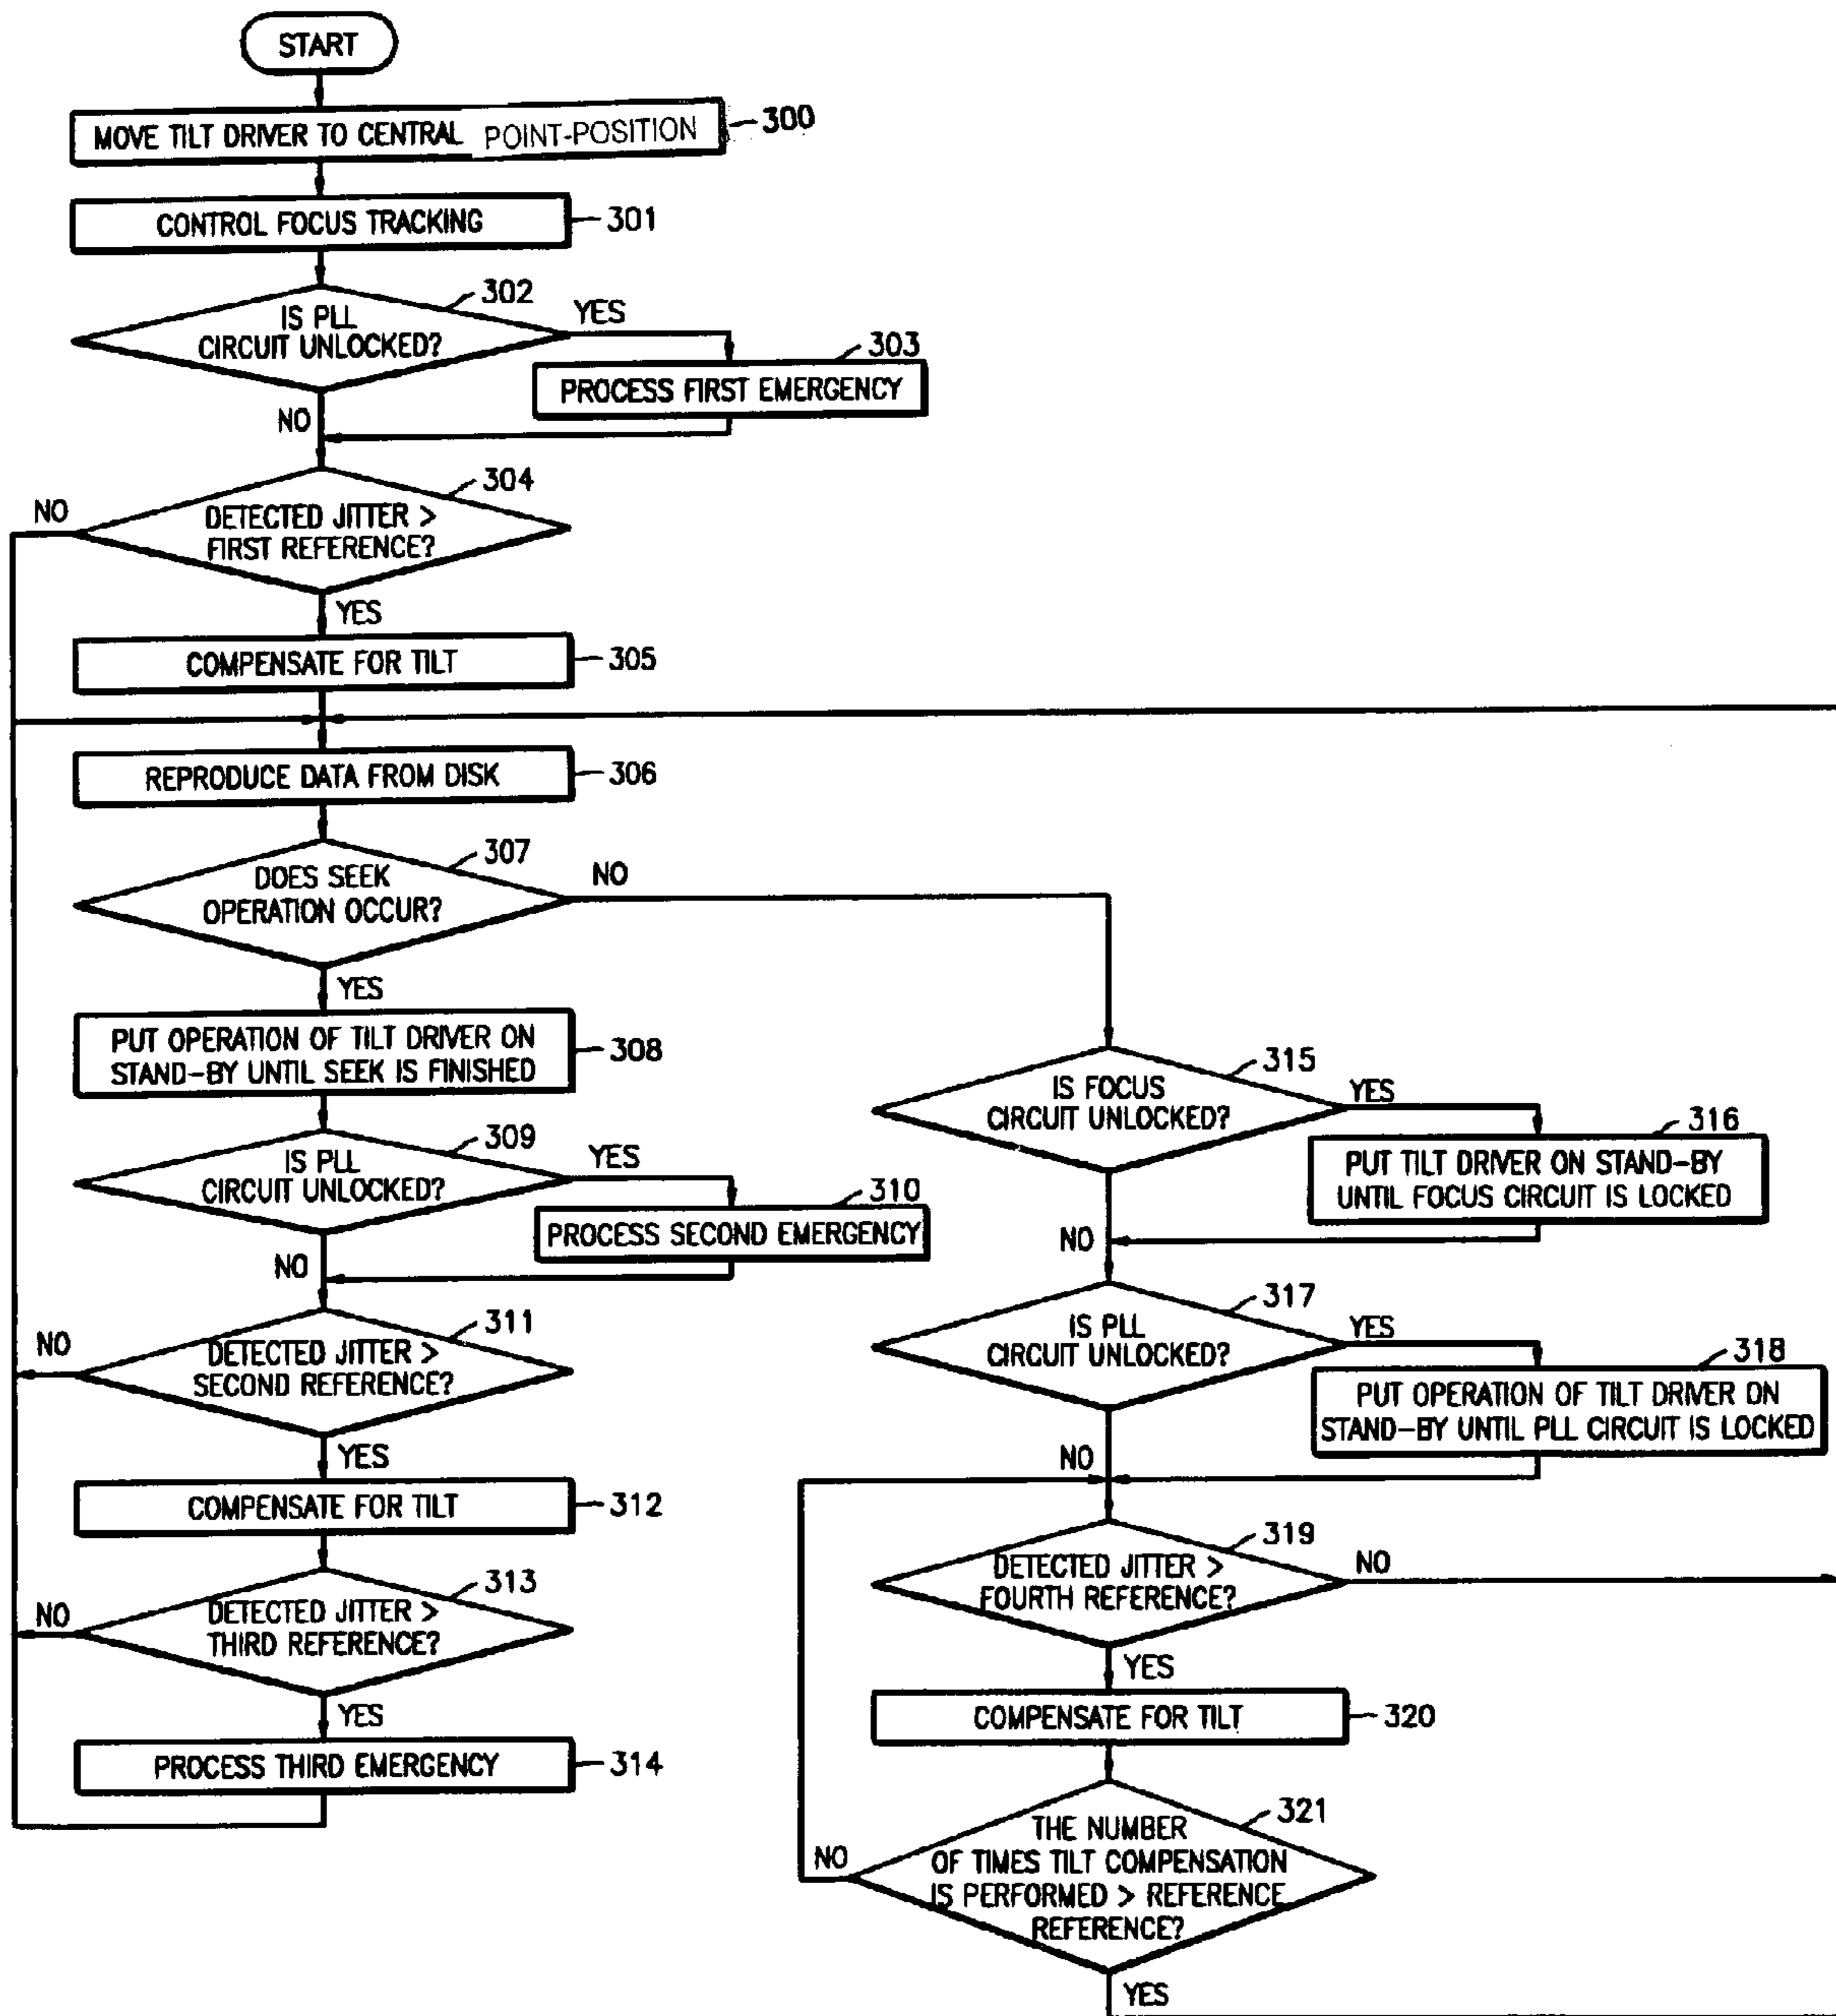 START
MOVE TILT DRIVER TO CENTRAL POINT-POSITION
300
CONTROL FOCUS TRACKING
301
302
IS PLL
CIRCUIT UNLOCKED?
YES
NO
303
PROCESS FIRST EMERGENCY
304
DETECTED JITTER >
FIRST REFERENCE?
NO
YES
COMPENSATE FOR TILT
305
REPRODUCE DATA FROM DISK
306
307
DOES SEEK
OPERATION OCCUR?
NO
YES
PUT OPERATION OF TILT DRIVER ON
STAND-BY UNTIL SEEK IS FINISHED
308
309
IS PLL
CIRCUIT UNLOCKED?
YES
NO
310
PROCESS SECOND EMERGENCY
311
DETECTED JITTER >
SECOND REFERENCE?
NO
YES
COMPENSATE FOR TILT
312
313
DETECTED JITTER >
THIRD REFERENCE?
NO
YES
PROCESS THIRD EMERGENCY
314
315
IS FOCUS
CIRCUIT UNLOCKED?
YES
NO
316
PUT TILT DRIVER ON STAND-BY
UNTIL FOCUS CIRCUIT IS LOCKED
317
IS PLL
CIRCUIT UNLOCKED?
YES
NO
318
PUT OPERATION OF TILT DRIVER ON
STAND-BY UNTIL PLL CIRCUIT IS LOCKED
319
DETECTED JITTER >
FOURTH REFERENCE?
NO
YES
COMPENSATE FOR TILT
320
321
THE NUMBER
OF TIMES TILT COMPENSATION
IS PERFORMED > REFERENCE
REFERENCE?
NO
YES